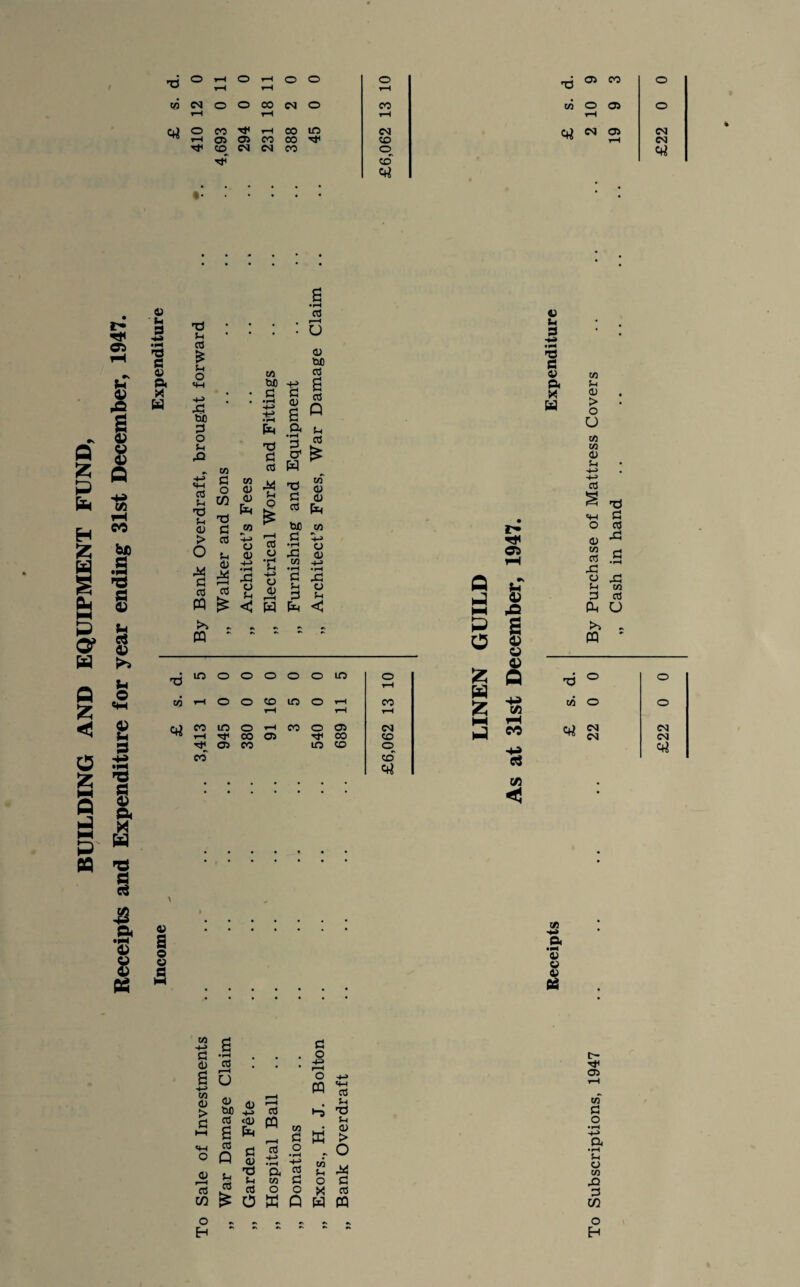 BUILDING AND EQUIPMENT FUND,
Receipts and Expenditure for year ending 31st December, 1947.
Income £ s. d. Expenditure £ s. d.
To Sale of Investments .. .. .. 3,413 1 5 By Bank Overdraft, brought forward .. .. 410 12 0
„ War Damage Claim .. .. .. 945 0 0 „ Walker and Sons .. .. .. 4,693 0 11
„ Garden Fête .. .. .. 380 0 0 „ Architect's Fees .. .. .. 294 0 0
„ Hospital Ball .. .. .. 91 16 0 „ Electrical Work and Fittings .. .. 231 18 11
„ Donations .. .. .. 3 5 0 „ Furnishing and Equipment .. .. 388 2 0
„ Exors., H. J. Bolton .. .. .. 540 0 0 „ Architect's Fees, War Damage Claim .. .. 45 0 0
„ Bank Overdraft .. .. .. 689 11 5
£6,062 13 10 £6,062 13 10
LINEN GUILD
As at 31st December, 1947.
Receipts £ s. d. Expenditure £ s. d.
To Subscriptions, 1947 .. .. .. 22 0 0 By Purchase of Mattress Covers .. .. 2 10 9
„ Cash in hand .. .. .. 19 9 3
£22 0 0 £22 0 0